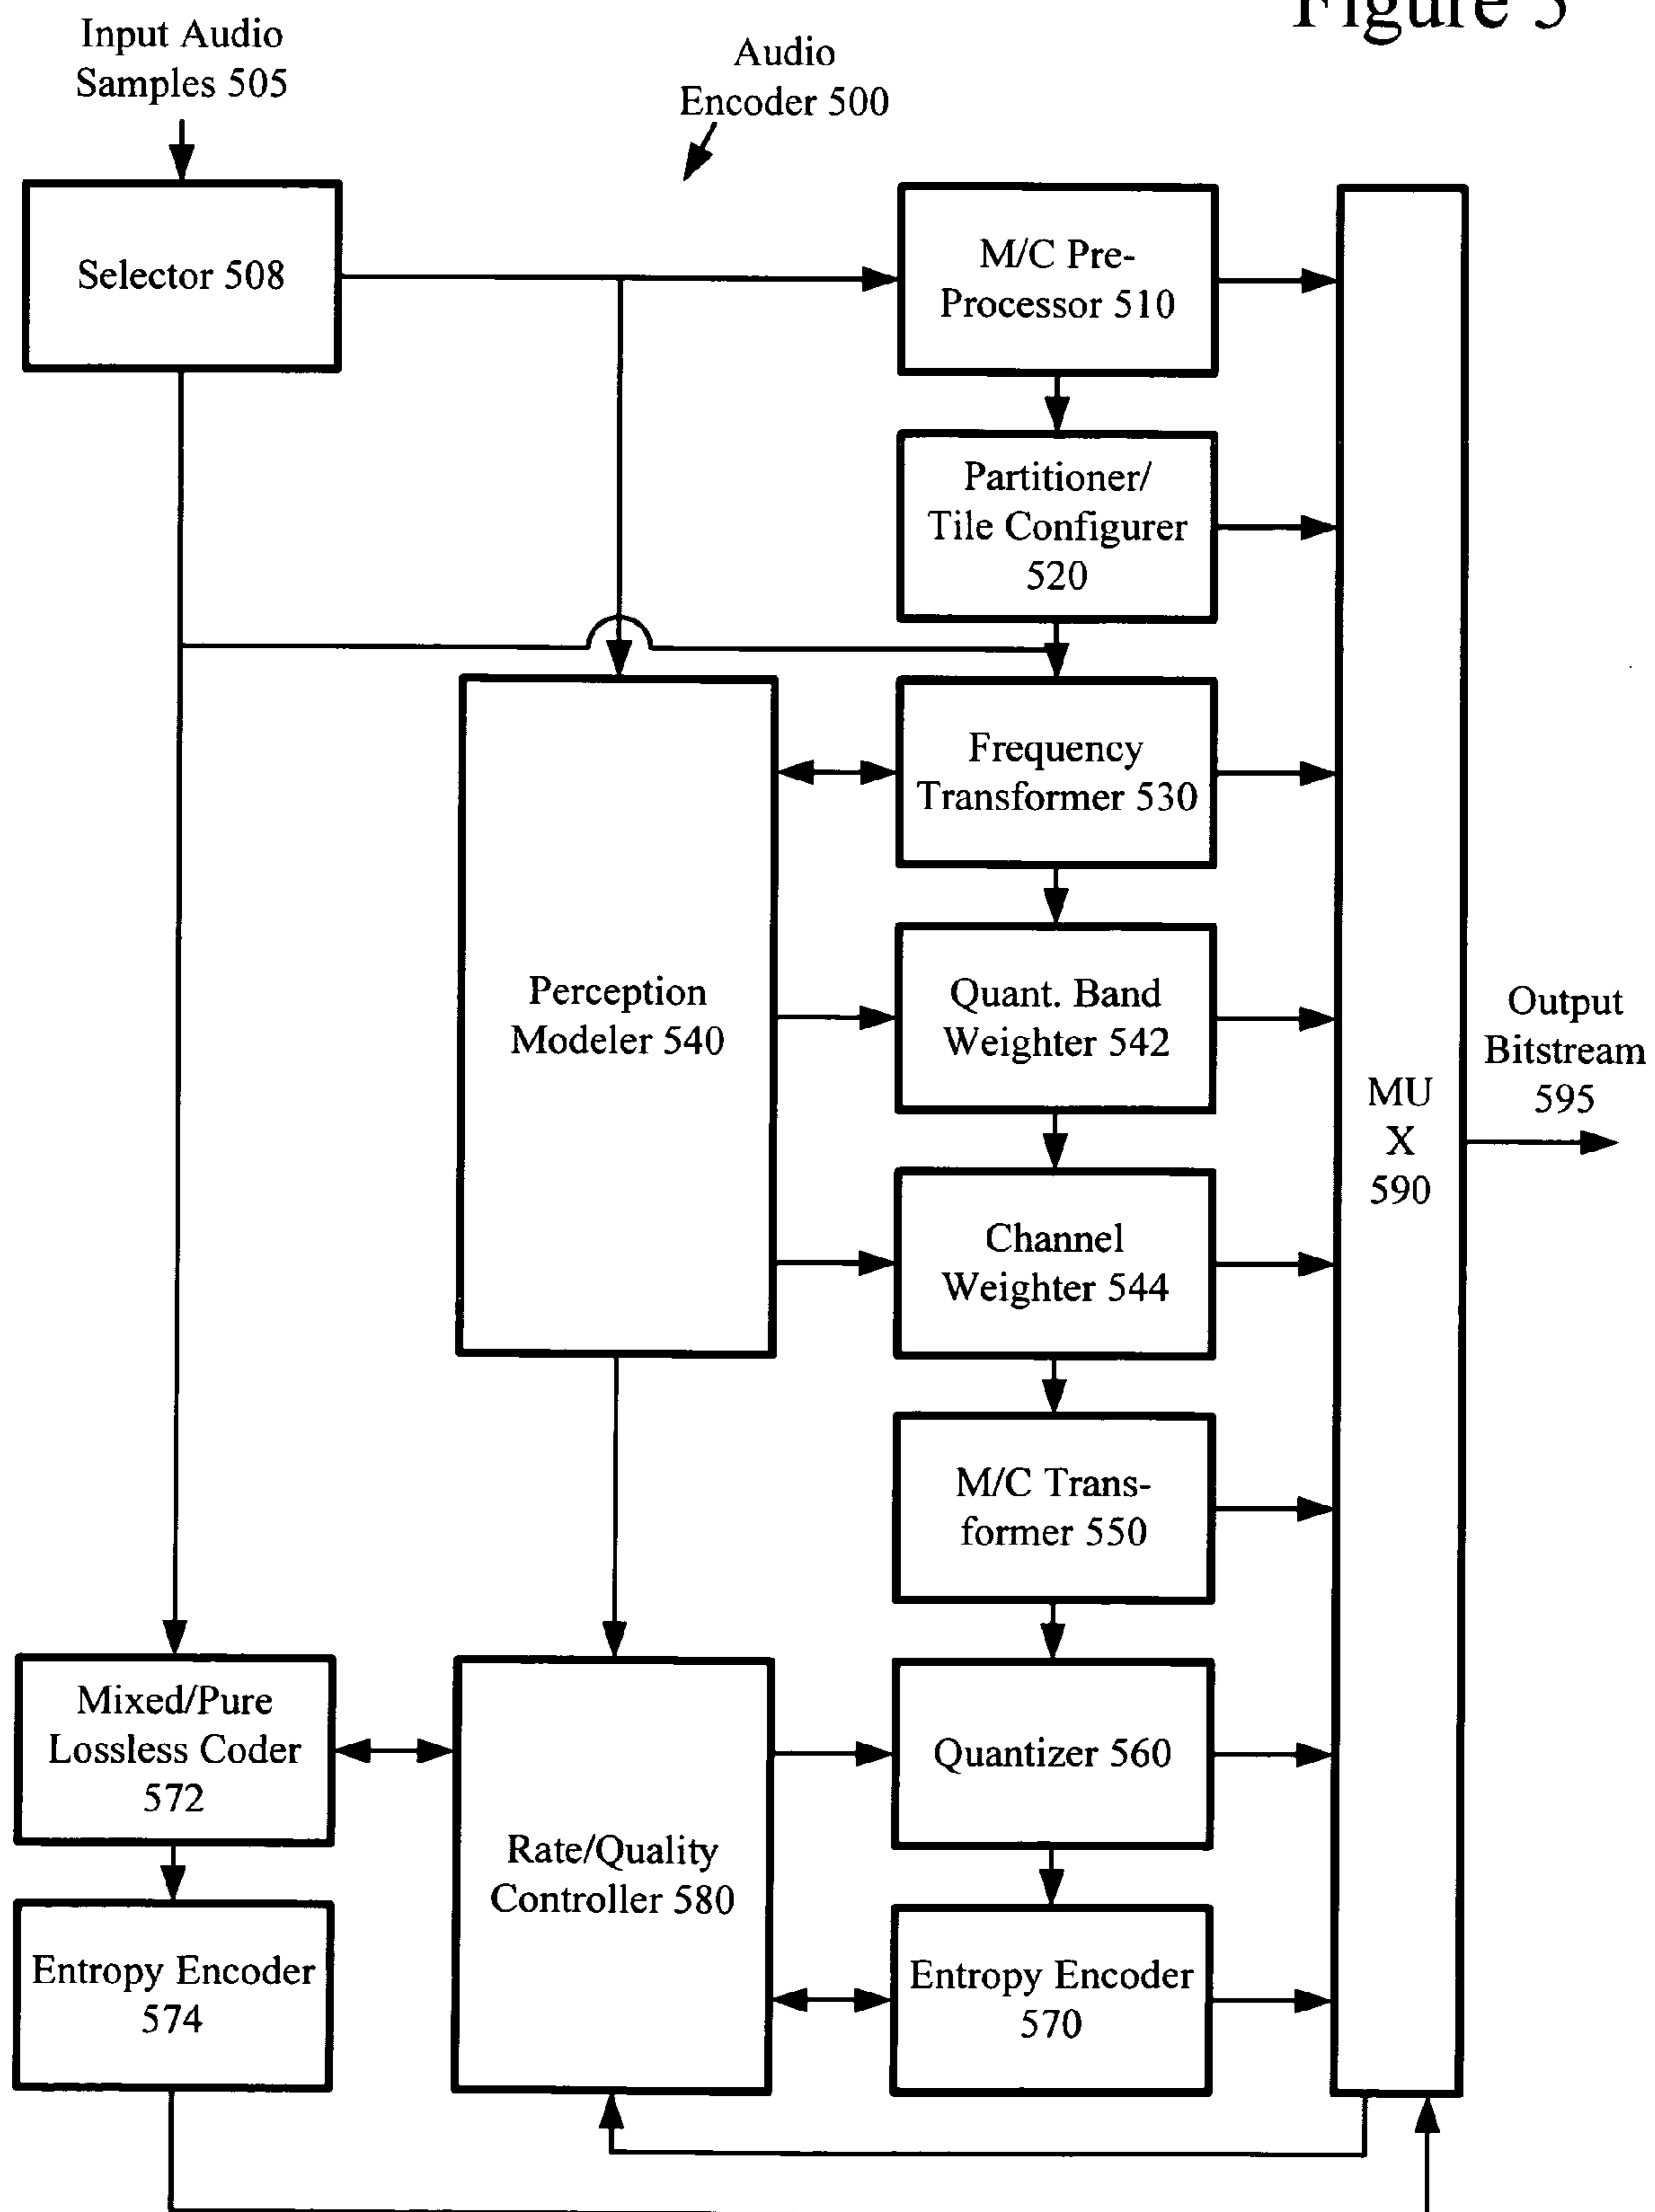 Figure 5
Input Audio
Samples 505
Audio
Encoder 500
Selector 508
M/C Pre-
Processor 510
Partitioner/
Tile Configurer
520
Frequency
Transformer 530
Perception
Modeler 540
Quant. Band
Weighter 542
Output
Bitstream
595
MU
X
590
Channel
Weighter 544
M/C Trans-
former 550
Mixed/Pure
Lossless Coder
572
Quantizer 560
Rate/Quality
Controller 580
Entropy Encoder
574
Entropy Encoder
570